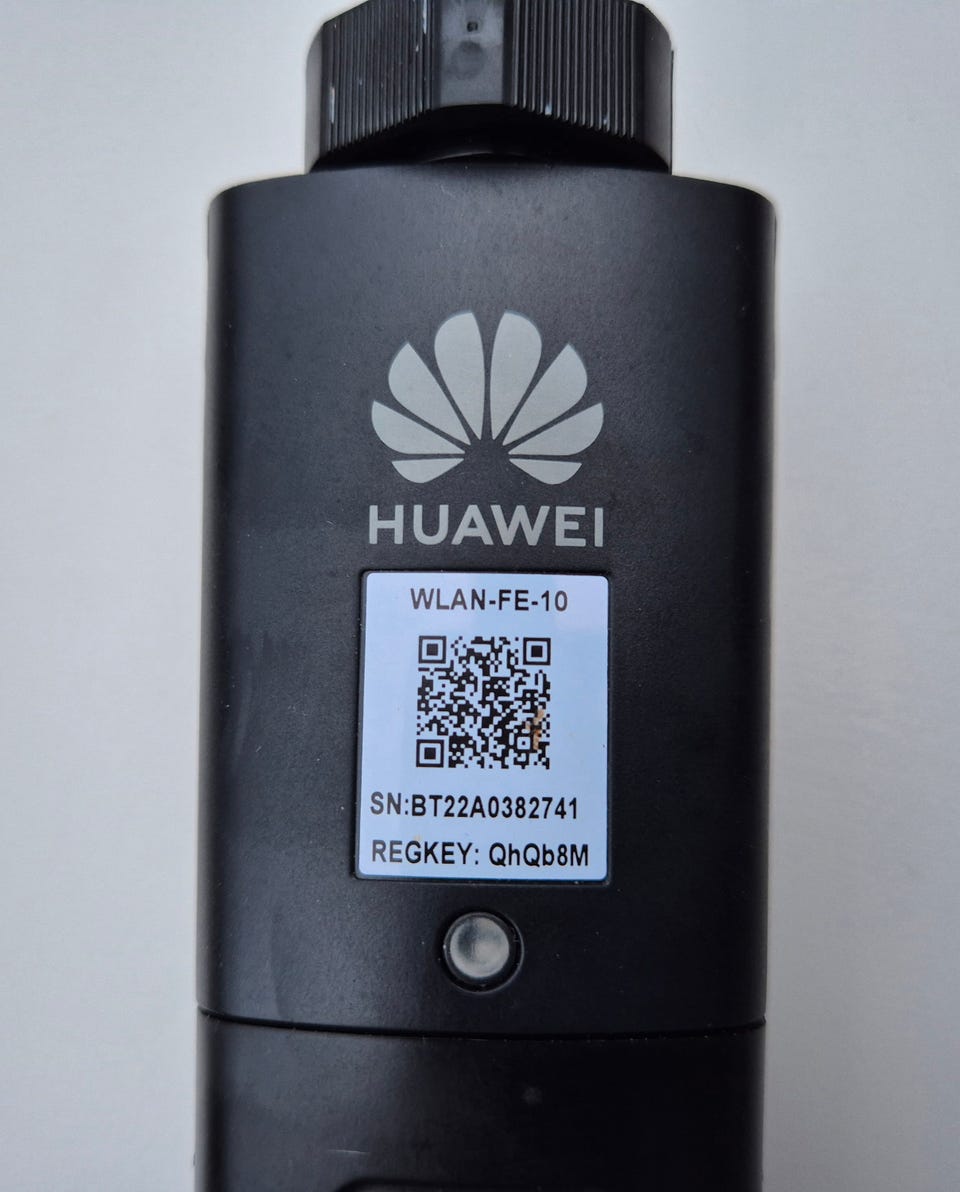 HUAWEI
WLAN-FE-10
SN:BT22A0382741
REGKEY: QhQb8M